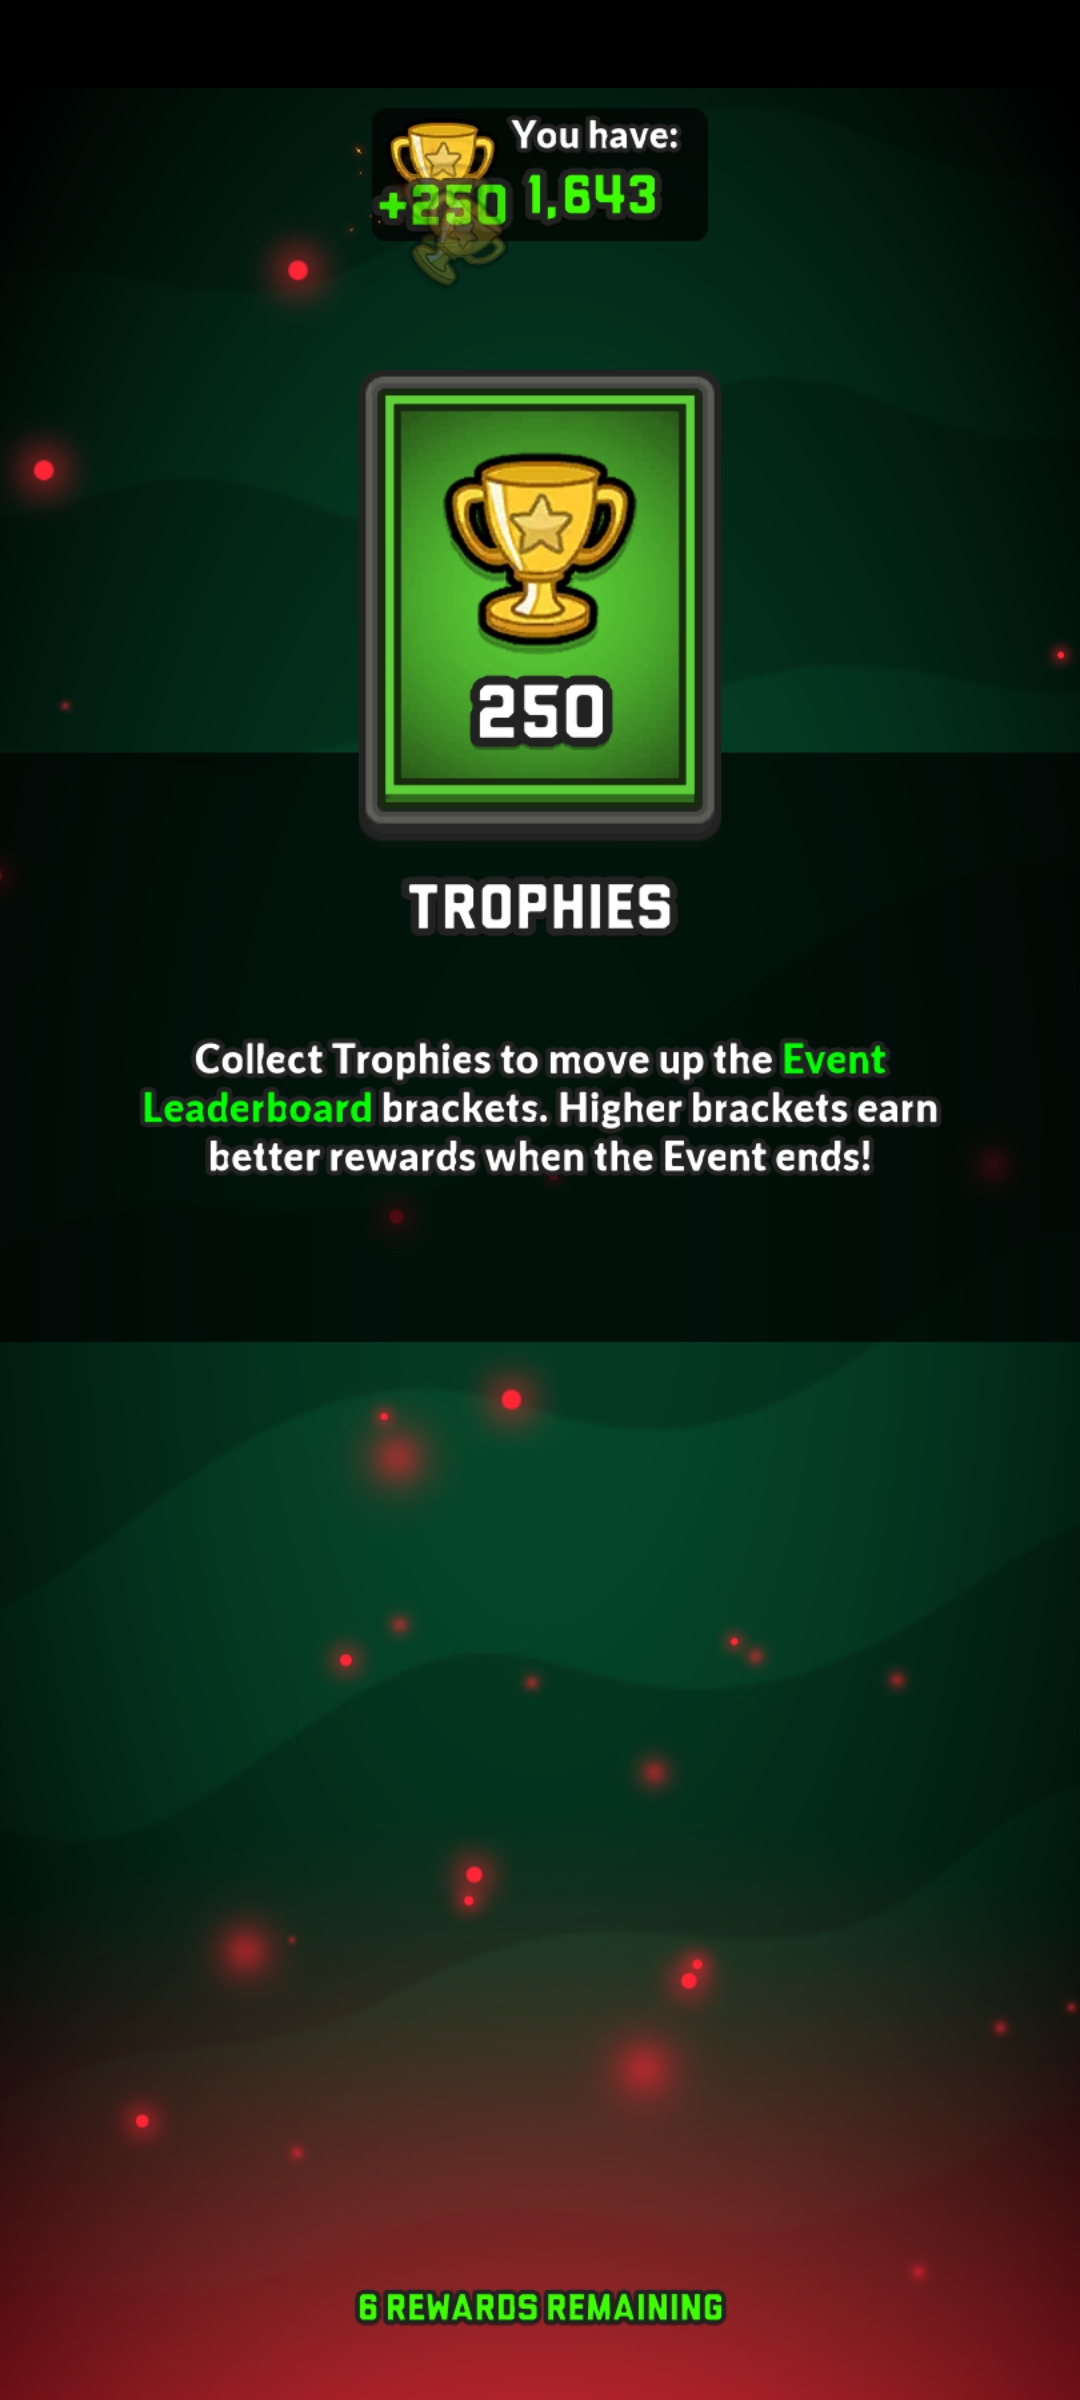 You have:
+250 1,643
250
TROPHIES
Collect Trophies to move up the Event
Leaderboard brackets. Higher brackets earn
better rewards when the Event ends!
6 REWARDS REMAINING